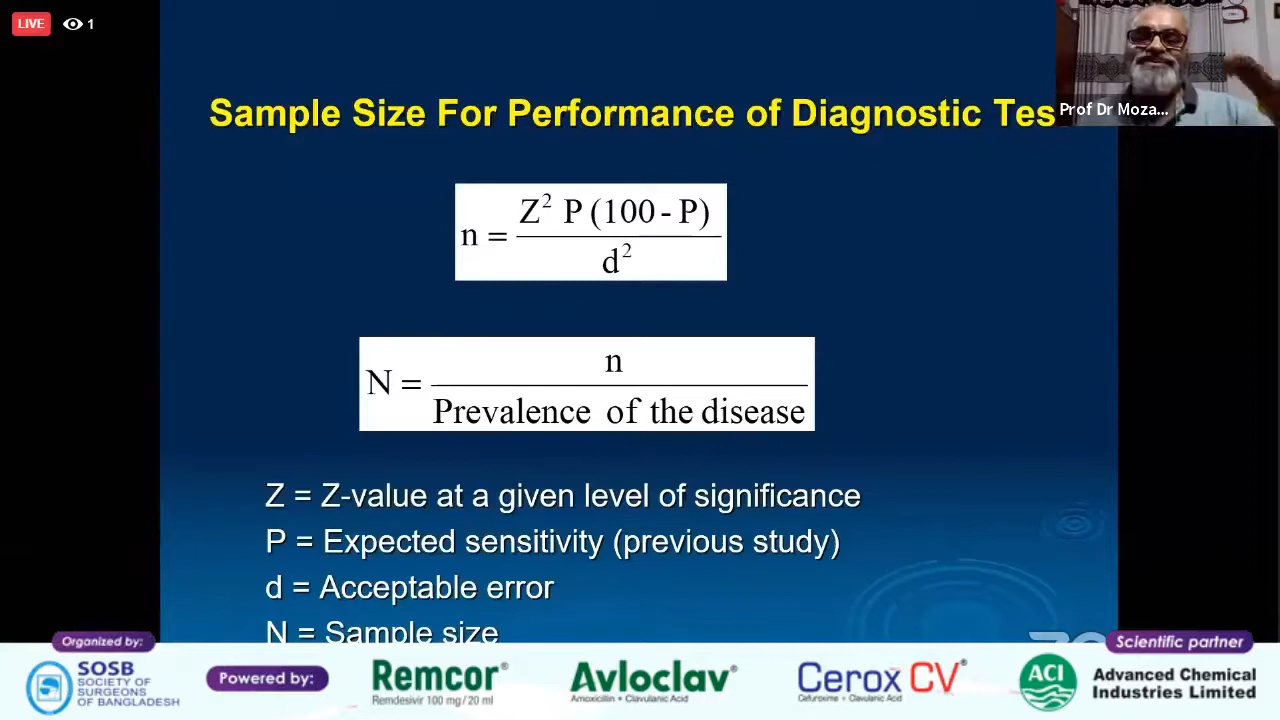 LIVE 1
Sample Size For Performance of Diagnostic Tes
Prof Dr Moza...
n = Z² P (100 - P) / d²
N = n / Prevalence of the disease
Z = Z-value at a given level of significance
P = Expected sensitivity (previous study)
d = Acceptable error
N = Sample size
Organized by:
SOSB
SOCIETY OF
SURGEONS
OF BANGLADESH
Powered by:
Remcor®
Remdesivir 100 mg/20 ml
Avloclav®
Amoxicillin + Clavulanic Acid
Cerox CV®
Cefuroxime + Clavulanic Acid
Scientific partner
ACI
Advanced Chemical
Industries Limited